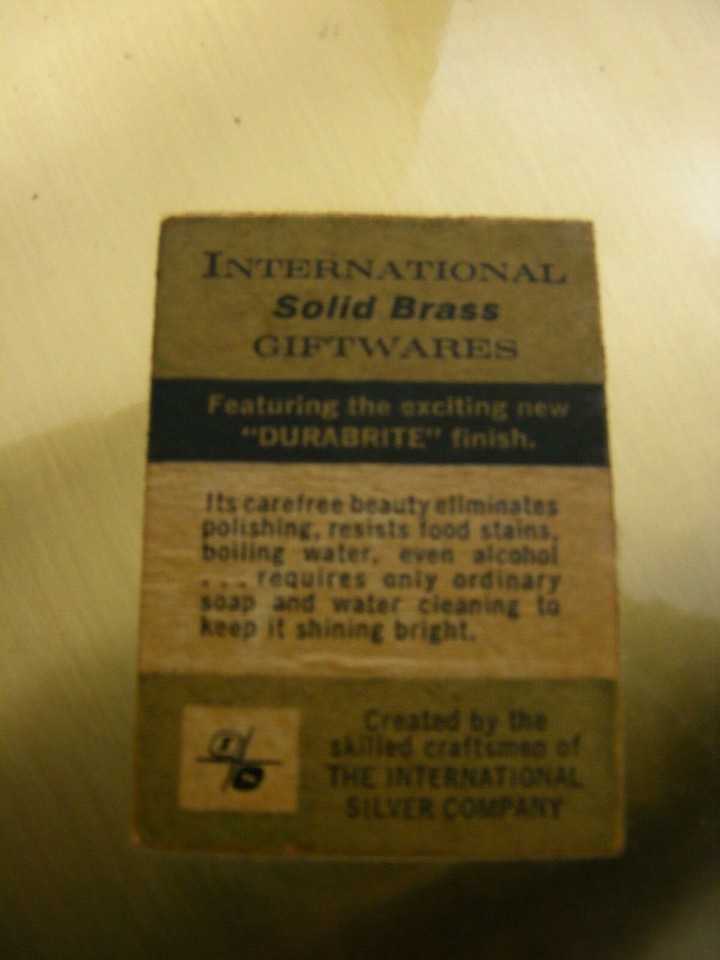 INTERNATIONAL
Solid Brass
GIFTWARES
Featuring the exciting new
"DURABRITE" finish.
Its carefree beauty eliminates
polishing, resists food stains,
boiling water, even alcohol
... requires only ordinary
soap and water cleaning to
keep it shining bright.
Created by the
skilled craftsmen of
THE INTERNATIONAL
SILVER COMPANY